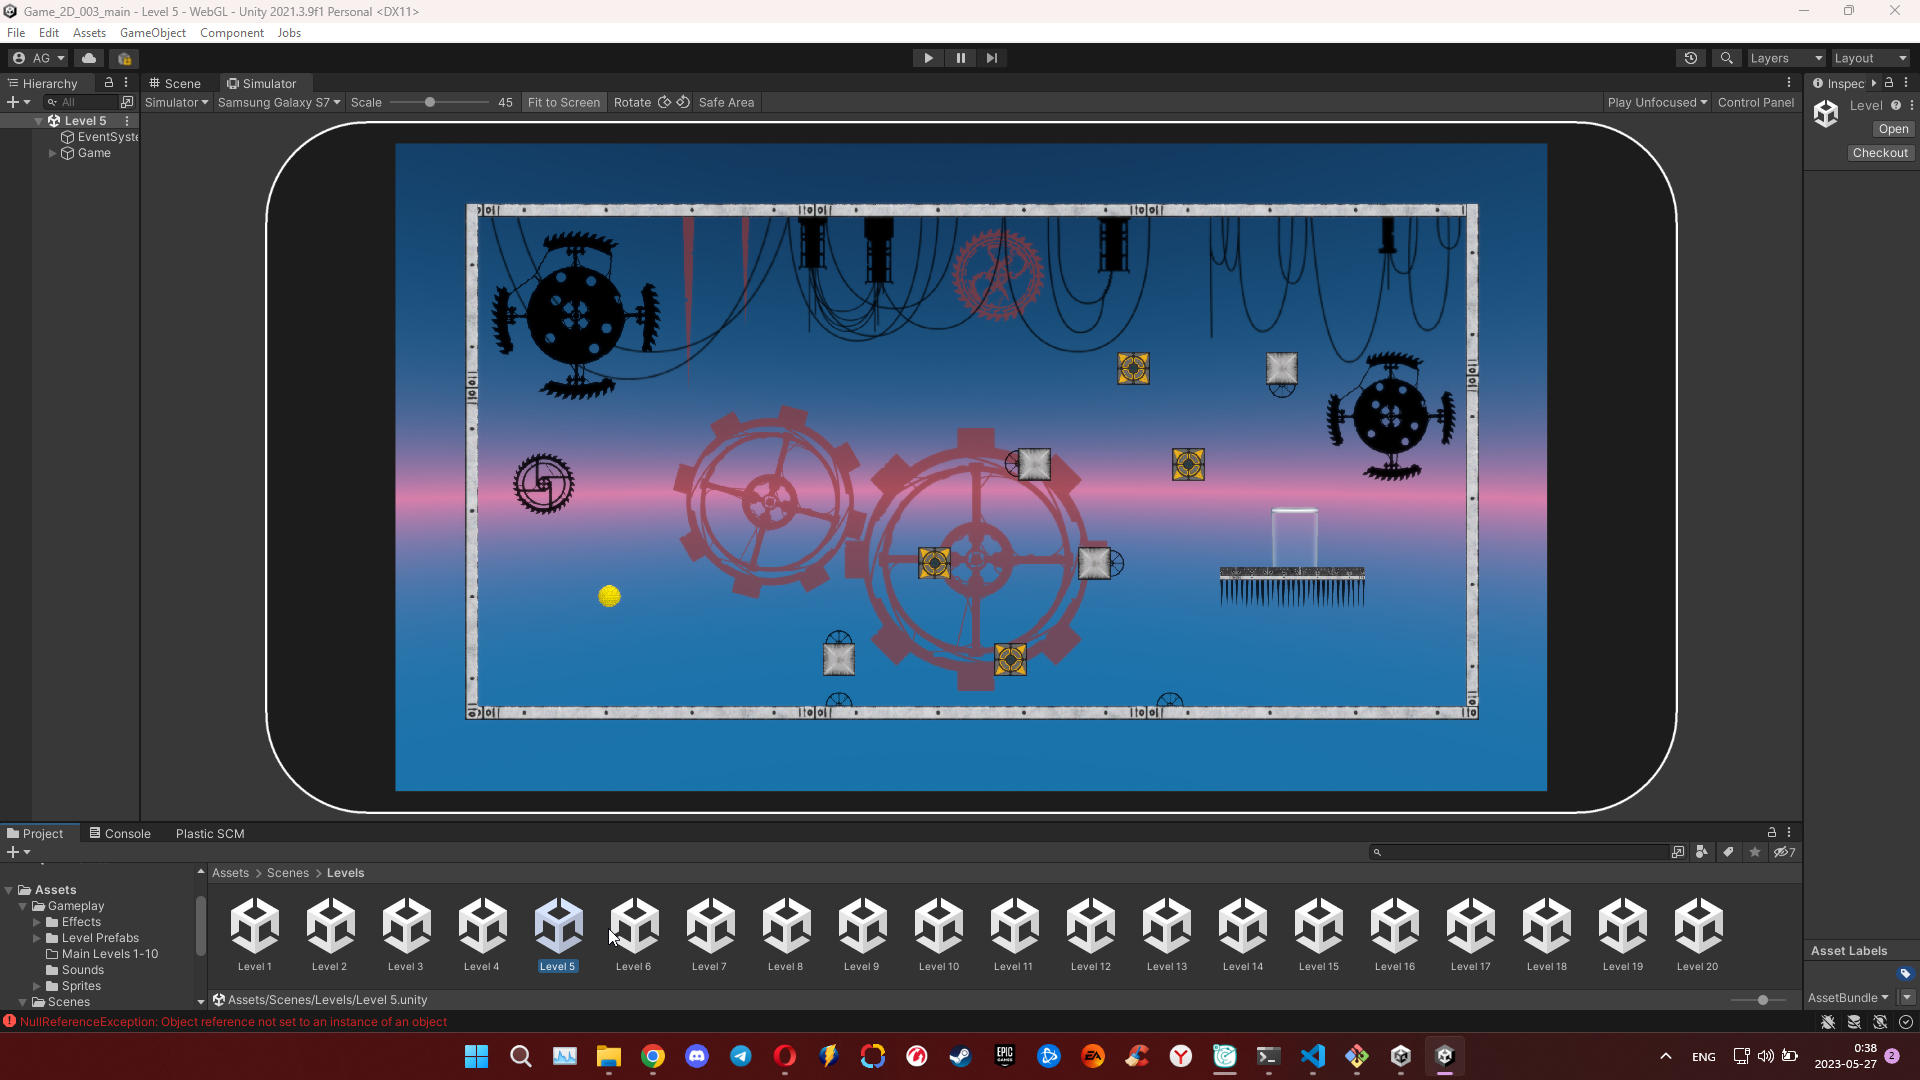 Game_2D_003_main - Level 5 - WebGL - Unity 2021.3.9f1 Personal <DX11>
File Edit Assets GameObject Component Jobs
AG Layers Layout
Hierarchy Scene Simulator Inspec
All Simulator Samsung Galaxy S7 Scale 45 Fit to Screen Rotate Safe Area Play Unfocused Control Panel
Level 5 Level
EventSyste Open
Game Checkout
Project Console Plastic SCM
7
Assets > Scenes > Levels
Assets
Gameplay
Effects
Level Prefabs
Main Levels 1-10
Sounds
Sprites
Scenes
Level 1 Level 2 Level 3 Level 4 Level 5 Level 6 Level 7 Level 8 Level 9 Level 10 Level 11 Level 12 Level 13 Level 14 Level 15 Level 16 Level 17 Level 18 Level 19 Level 20
Assets/Scenes/Levels/Level 5.unity
Asset Labels
AssetBundle
NullReferenceException: Object reference not set to an instance of an object
EPIC GAMES
EA
ENG
0:38
2023-05-27
2